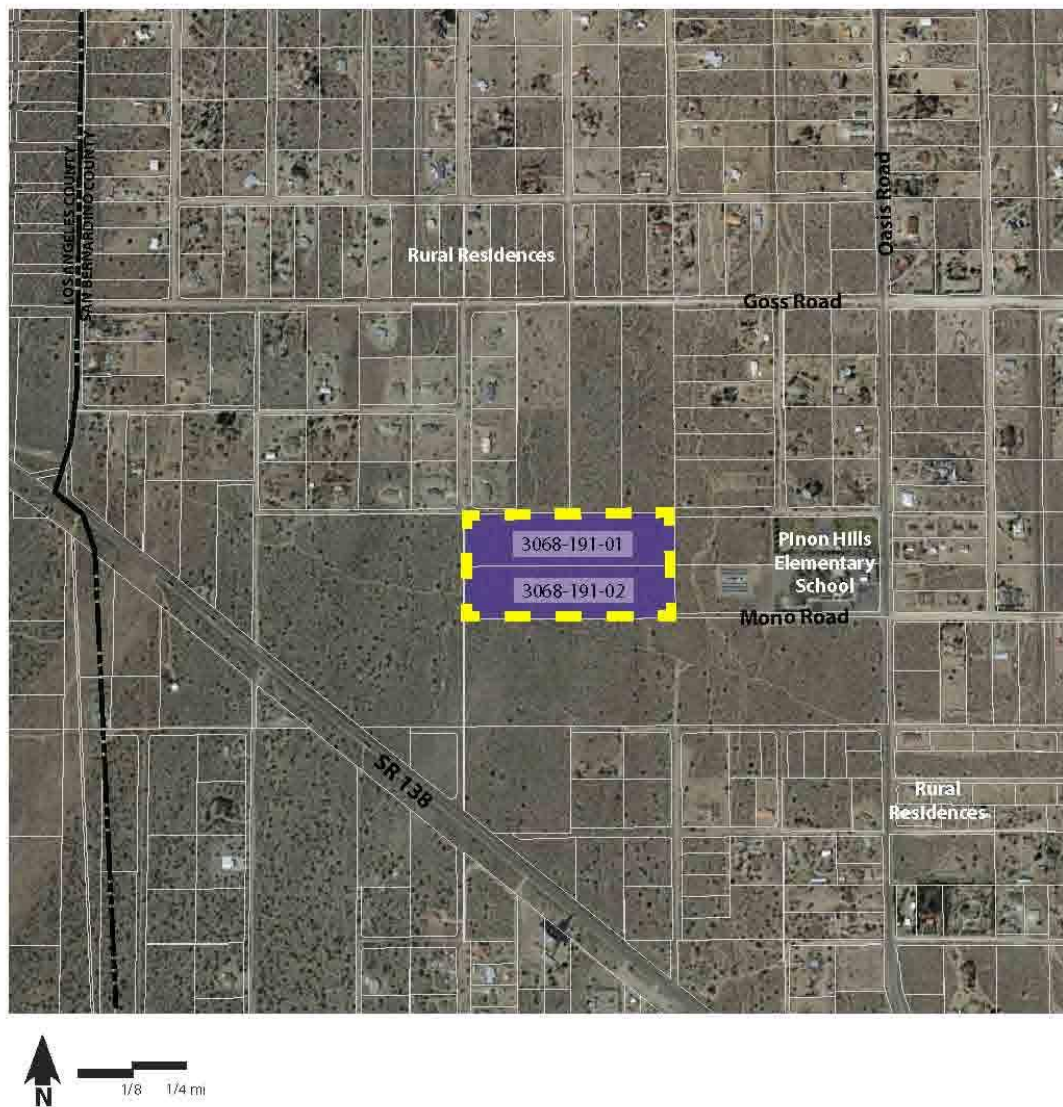 LOS ANGELES COUNTY
SAN BERNARDINO COUNTY
Oasis Road
Rural Residences
Goss Road
3068-191-01
3068-191-02
Pinon Hills
Elementary
School
Mono Road
SR 138
Rural
Residences
N
1/8 1/4 mi